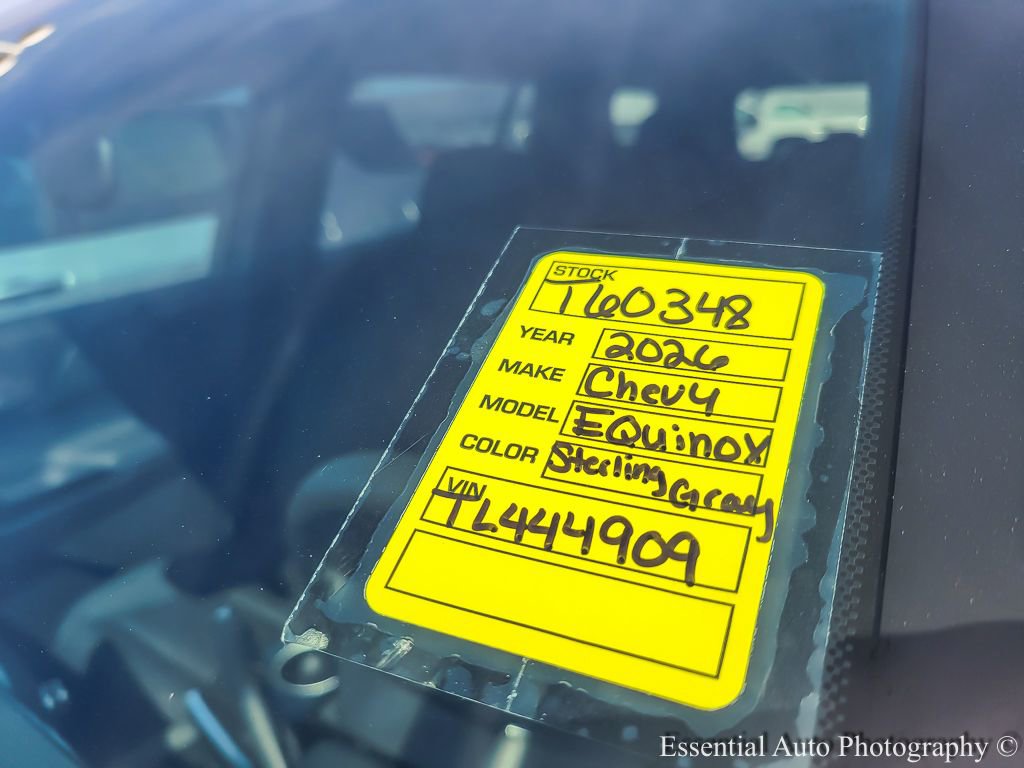 STOCK
T60348
YEAR 2026
MAKE Chevy
MODEL EQuinox
COLOR Sterling Gray
VIN
TL444909
Essential Auto Photography ©